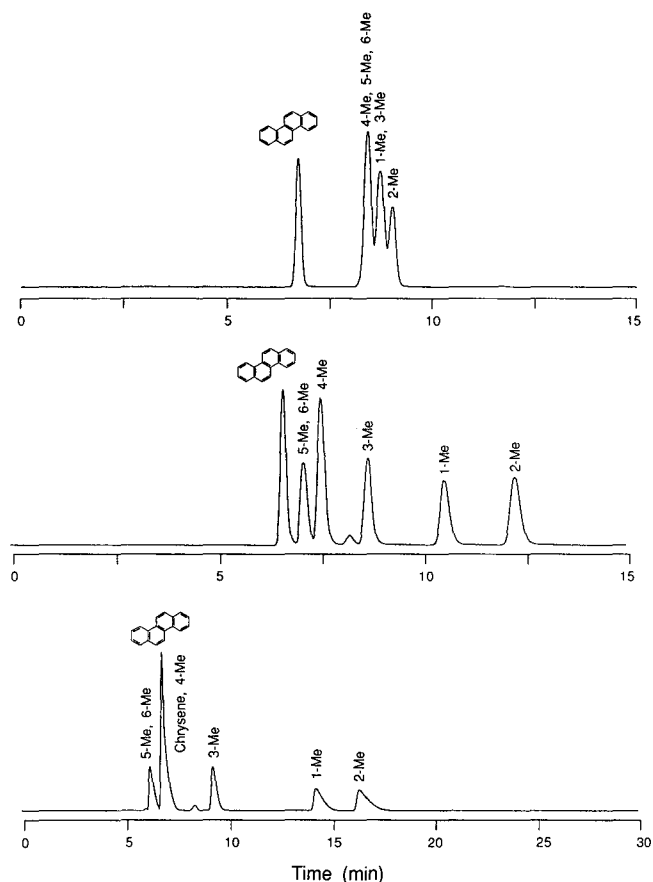 4-Me, 5-Me, 6-Me
1-Me, 3-Me
2-Me
0 5 10 15
5-Me, 6-Me
4-Me
3-Me
1-Me
2-Me
0 5 10 15
5-Me, 6-Me
Chrysene, 4-Me
3-Me
1-Me
2-Me
0 5 10 15 20 25 30
Time (min)